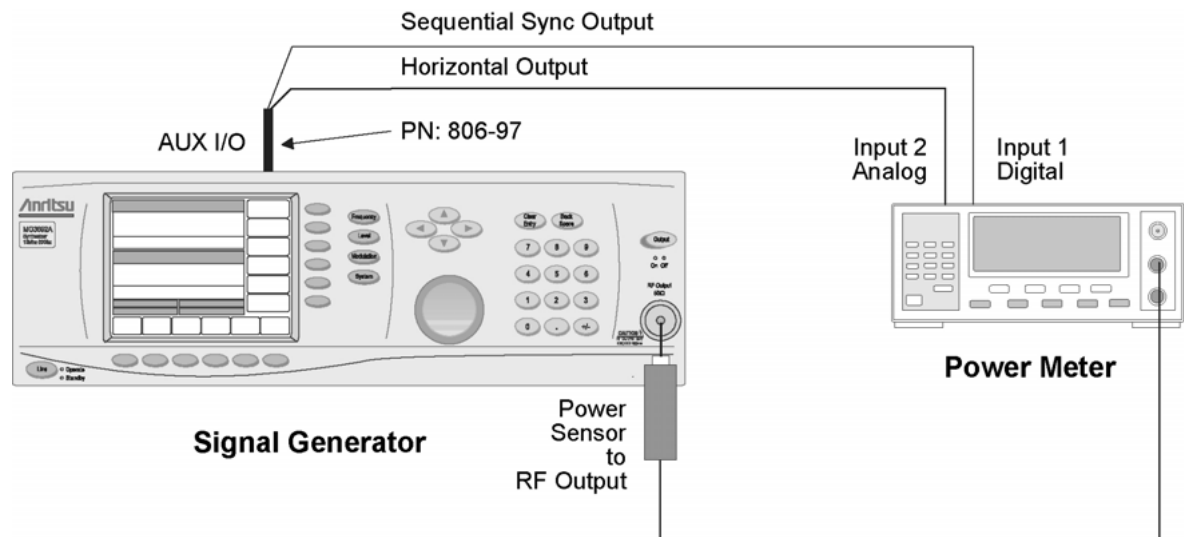 Sequential Sync Output
Horizontal Output
AUX I/O
PN: 806-97
Input 2
Analog
Input 1
Digital
Anritsu
Frequency
Level
Modulation
System
Clear
Entry
Back
Space
7 8 9
4 5 6
1 2 3
0 . +/-
Output
On Off
RF Output
50Ω
CAUTION
Line
Operate
Standby
Power
Sensor
to
RF Output
Signal Generator
Power Meter